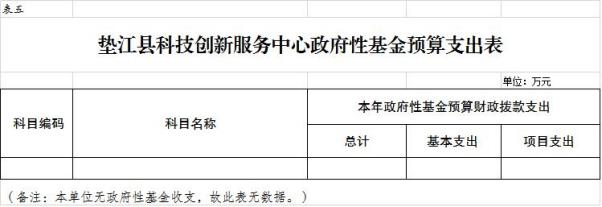 表五
垫江县科技创新服务中心政府性基金预算支出表
单位：万元
科目编码 科目名称 本年政府性基金预算财政拨款支出
总计 基本支出 项目支出
（备注：本单位无政府性基金收支，故此表无数据。）